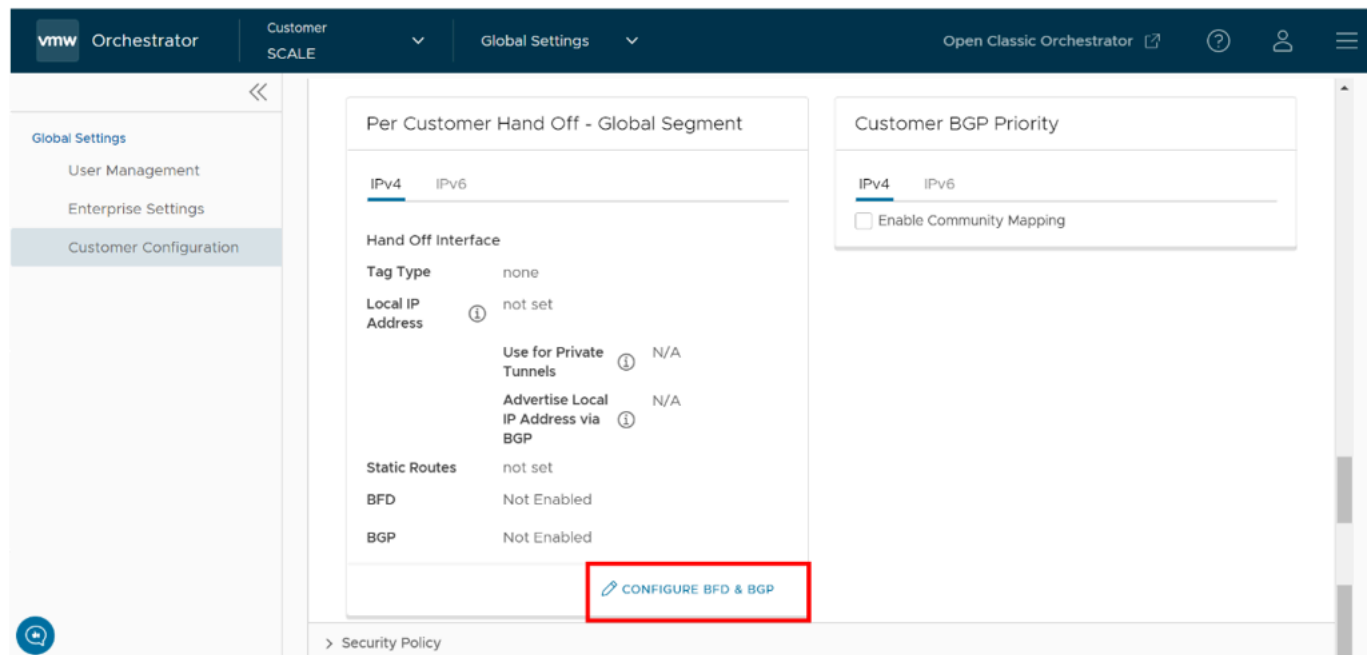 vmw Orchestrator
Customer
SCALE
Global Settings
Open Classic Orchestrator
Global Settings
User Management
Enterprise Settings
Customer Configuration
Per Customer Hand Off - Global Segment
IPv4 IPv6
Hand Off Interface
Tag Type none
Local IP
Address
not set
Use for Private
Tunnels
N/A
Advertise Local
IP Address via
BGP
N/A
Static Routes not set
BFD Not Enabled
BGP Not Enabled
CONFIGURE BFD & BGP
Customer BGP Priority
IPv4 IPv6
Enable Community Mapping
Security Policy